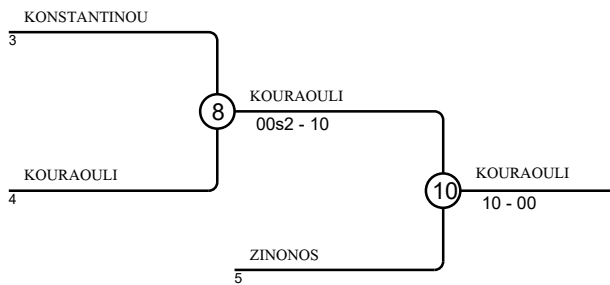 KONSTANTINOU
3
8
KOURAOULI
00s2 - 10
KOURAOULI
4
10
KOURAOULI
10 - 00
ZINONOS
5